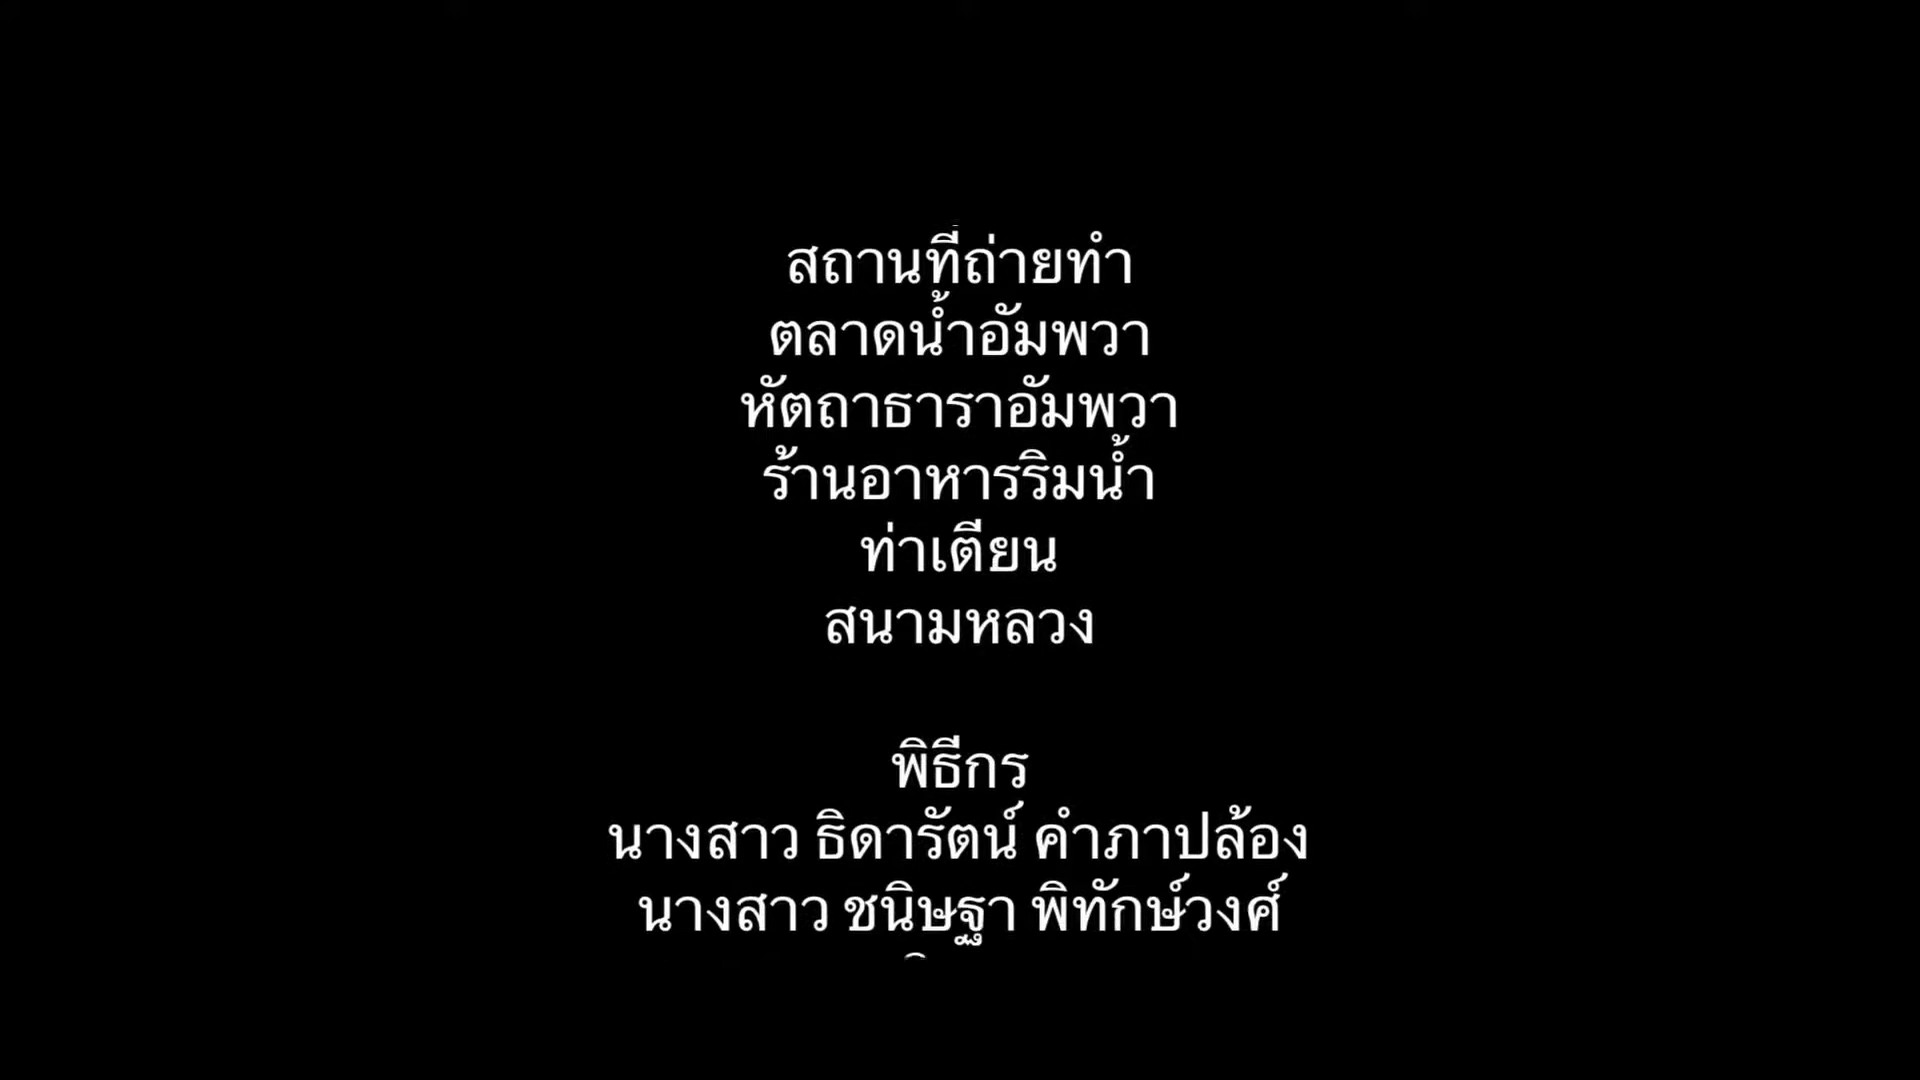 สถานที่ถ่ายทำ
ตลาดน้ำอัมพวา
หัตถาธาราอัมพวา
ร้านอาหารริมน้ำ
ท่าเตียน
สนามหลวง
พิธีกร
นางสาว ธิดารัตน์ คำภาปล้อง
นางสาว ชนิษฐา พิทักษ์วงศ์